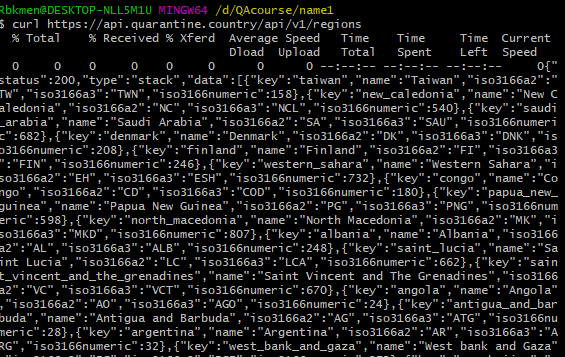 Rbkmen@DESKTOP-NLL5M1U MINGW64 /d/QAcourse/name1
$ curl https://api.quarantine.country/api/v1/regions
% Total % Received % Xferd Average Speed Time Time Time Current
Dload Upload Total Spent Left Speed
0 0 0 0 0 0 0 0 --:--:-- --:--:-- --:--:-- 0{"
status":200,"type":"stack","data":[{"key":"taiwan","name":"Taiwan","iso3166a2":"
TW","iso3166a3":"TWN","iso3166numeric":158},{"key":"new_caledonia","name":"New C
aledonia","iso3166a2":"NC","iso3166a3":"NCL","iso3166numeric":540},{"key":"saudi
_arabia","name":"Saudi Arabia","iso3166a2":"SA","iso3166a3":"SAU","iso3166numeri
c":682},{"key":"denmark","name":"Denmark","iso3166a2":"DK","iso3166a3":"DNK","is
o3166numeric":208},{"key":"finland","name":"Finland","iso3166a2":"FI","iso3166a3
":"FIN","iso3166numeric":246},{"key":"western_sahara","name":"Western Sahara","i
so3166a2":"EH","iso3166a3":"ESH","iso3166numeric":732},{"key":"congo","name":"Co
ngo","iso3166a2":"CD","iso3166a3":"COD","iso3166numeric":180},{"key":"papua_new_
guinea","name":"Papua New Guinea","iso3166a2":"PG","iso3166a3":"PNG","iso3166num
eric":598},{"key":"north_macedonia","name":"North Macedonia","iso3166a2":"MK","i
so3166a3":"MKD","iso3166numeric":807},{"key":"albania","name":"Albania","iso3166
a2":"AL","iso3166a3":"ALB","iso3166numeric":248},{"key":"saint_lucia","name":"Sa
int Lucia","iso3166a2":"LC","iso3166a3":"LCA","iso3166numeric":662},{"key":"sain
t_vincent_and_the_grenadines","name":"Saint Vincent and The Grenadines","iso3166
a2":"VC","iso3166a3":"VCT","iso3166numeric":670},{"key":"angola","name":"Angola"
,"iso3166a2":"AO","iso3166a3":"AGO","iso3166numeric":24},{"key":"antigua_and_bar
buda","name":"Antigua and Barbuda","iso3166a2":"AG","iso3166a3":"ATG","iso3166nu
meric":28},{"key":"argentina","name":"Argentina","iso3166a2":"AR","iso3166a3":"A
RG","iso3166numeric":32},{"key":"west_bank_and_gaza","name":"West bank and Gaza"